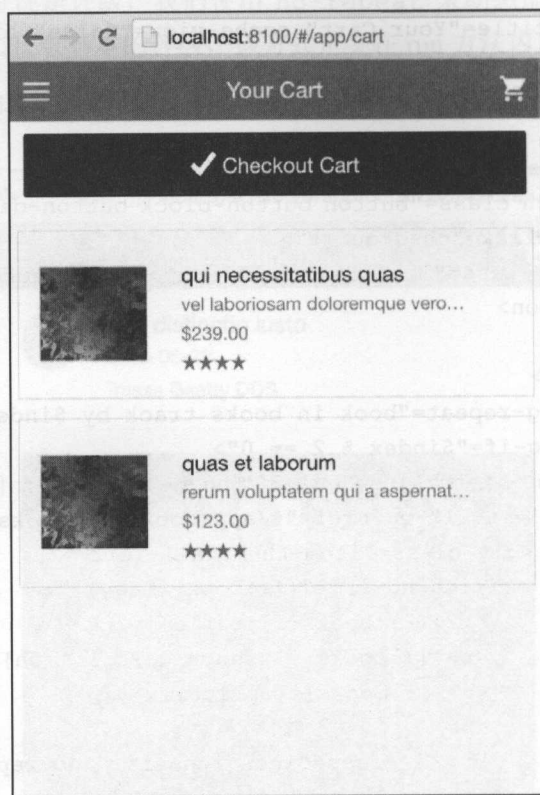 localhost:8100/#/app/cart
Your Cart
Checkout Cart
qui necessitatibus quas
vel laboriosam doloremque vero...
$239.00
★★★★
quas et laborum
rerum voluptatem qui a aspernat...
$123.00
★★★★